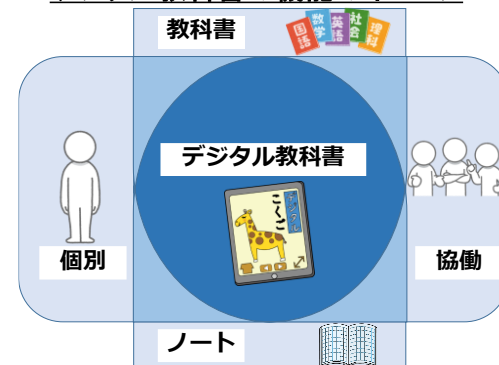 教科書
国語
数学
英語
社会
理科
デジタル教科書
デジタル
こくご
個別
協働
ノート